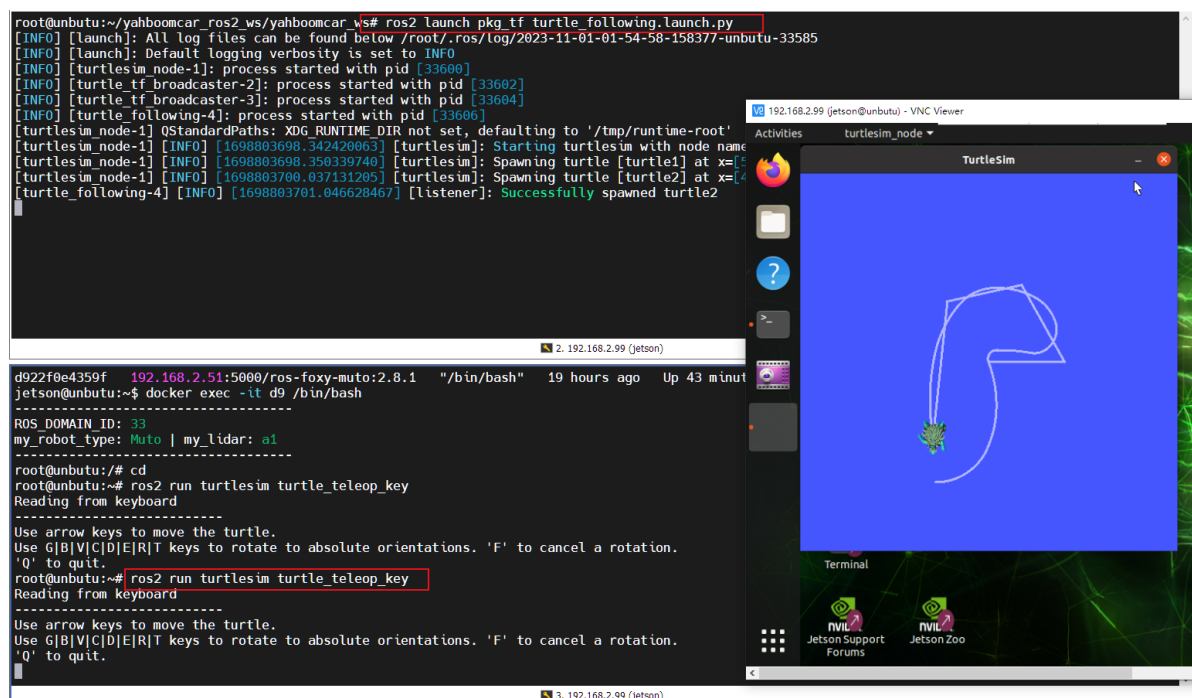 root@unbutu:~/yahboomcar_ros2_ws/yahboomcar_ws# ros2 launch pkg_tf turtle_following.launch.py
[INFO] [launch]: All log files can be found below /root/.ros/log/2023-11-01-01-54-58-158377-unbutu-33585
[INFO] [launch]: Default logging verbosity is set to INFO
[INFO] [turtlesim_node-1]: process started with pid [33600]
[INFO] [turtle_tf_broadcaster-2]: process started with pid [33602]
[INFO] [turtle_tf_broadcaster-3]: process started with pid [33604]
[INFO] [turtle_following-4]: process started with pid [33606]
[turtlesim_node-1] QStandardPaths: XDG_RUNTIME_DIR not set, defaulting to '/tmp/runtime-root'
[turtlesim_node-1] [INFO] [1698803698.342420063] [turtlesim]: Starting turtlesim with node name
[turtlesim_node-1] [INFO] [1698803698.350339740] [turtlesim]: Spawning turtle [turtle1] at x=[5
[turtlesim_node-1] [INFO] [1698803700.037131205] [turtlesim]: Spawning turtle [turtle2] at x=[4
[turtle_following-4] [INFO] [1698803701.046628467] [listener]: Successfully spawned turtle2
2. 192.168.2.99 (jetson)
d922f0e4359f 192.168.2.51:5000/ros-foxy-muto:2.8.1 "/bin/bash" 19 hours ago Up 43 minut
jetson@unbutu:~$ docker exec -it d9 /bin/bash
----------------------------------
ROS_DOMAIN_ID: 33
my_robot_type: Muto | my_lidar: a1
----------------------------------
root@unbutu:/# cd
root@unbutu:~# ros2 run turtlesim turtle_teleop_key
Reading from keyboard
---------------------------
Use arrow keys to move the turtle.
Use G|B|V|C|D|E|R|T keys to rotate to absolute orientations. 'F' to cancel a rotation.
'Q' to quit.
root@unbutu:~# ros2 run turtlesim turtle_teleop_key
Reading from keyboard
---------------------------
Use arrow keys to move the turtle.
Use G|B|V|C|D|E|R|T keys to rotate to absolute orientations. 'F' to cancel a rotation.
'Q' to quit.
3. 192.168.2.99 (jetson)
192.168.2.99 (jetson@unbutu) - VNC Viewer
Activities turtlesim_node
TurtleSim
Terminal
Jetson Support Forums
Jetson Zoo